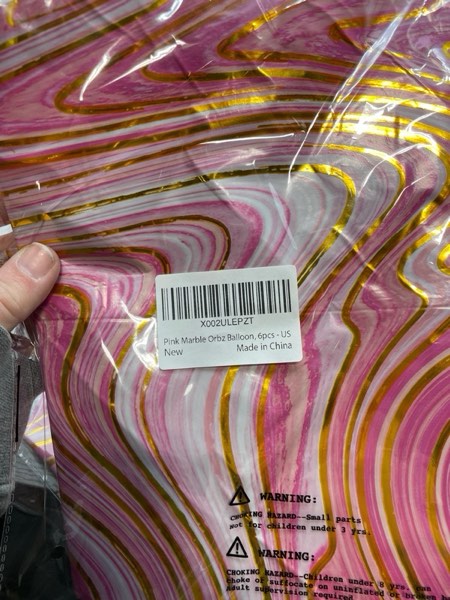 X002ULEPZT
Pink Marble Orbz Balloon, 6pcs - US
New Made in China
WARNING:
CHOKING HAZARD--Small parts
Not for children under 3 yrs.
WARNING:
CHOKING HAZARD--Children under 8 yrs. can
choke or suffocate on uninflated or broken
Adult supervision required